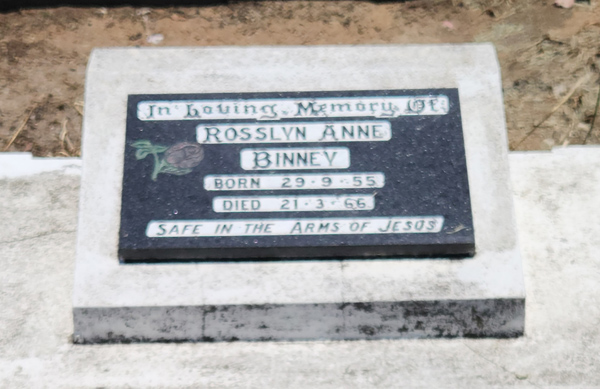 In Loving Memory Of
ROSSLYN ANNE
BINNEY
BORN 29-9-55
DIED 21-3-66
SAFE IN THE ARMS OF JESUS